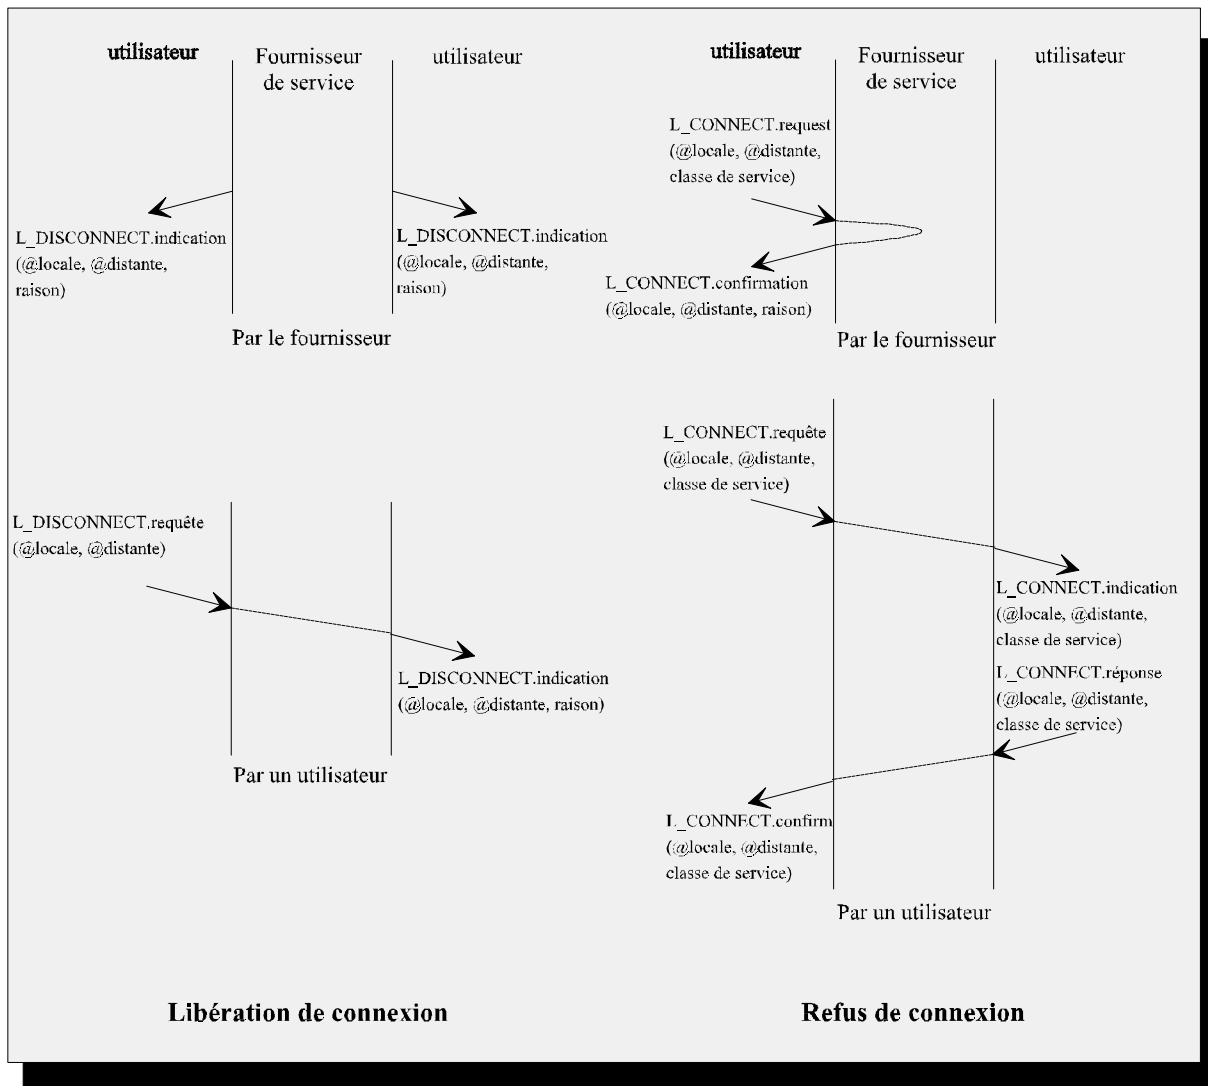 utilisateur
Fournisseur
de service
utilisateur
L_DISCONNECT.indication
(@locale, @distante,
raison)
L_DISCONNECT.indication
(@locale, @distante,
raison)
Par le fournisseur
L_DISCONNECT.requête
(@locale, @distante)
L_DISCONNECT.indication
(@locale, @distante, raison)
Par un utilisateur
Libération de connexion
utilisateur
Fournisseur
de service
utilisateur
L_CONNECT.request
(@locale, @distante,
classe de service)
L_CONNECT.confirmation
(@locale, @distante, raison)
Par le fournisseur
L_CONNECT.requête
(@locale, @distante,
classe de service)
L_CONNECT.indication
(@locale, @distante,
classe de service)
L_CONNECT.réponse
(@locale, @distante,
classe de service)
L_CONNECT.confirm
(@locale, @distante,
classe de service)
Par un utilisateur
Refus de connexion